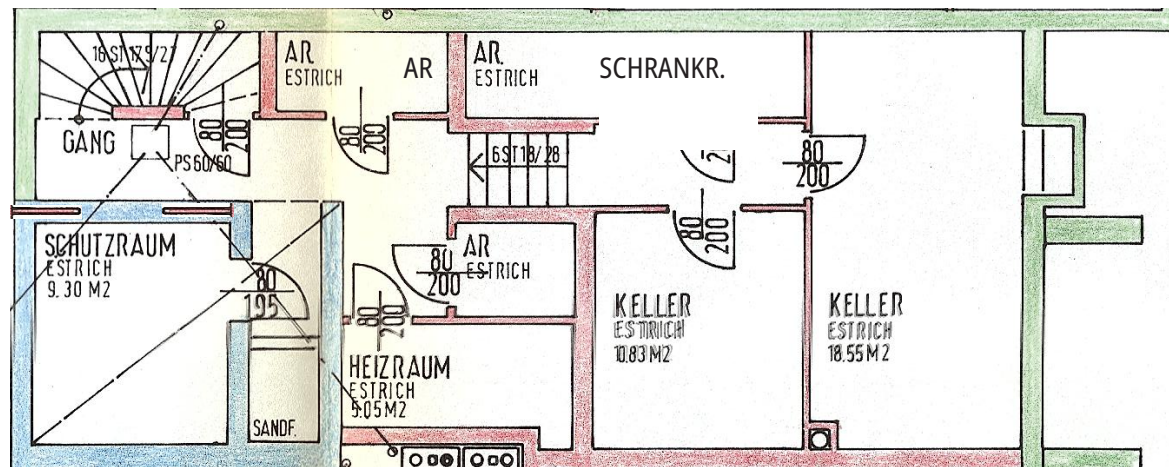 16 ST 17.5/27
AR
ESTRICH
AR
AR
ESTRICH
SCHRANKR.
80
200
80
200
GANG
PS 60/60
6 ST 18/28
80
200
80
200
SCHUTZRAUM
ESTRICH
9.30 M2
80
195
AR
ESTRICH
80
200
80
200
HEIZRAUM
ESTRICH
5.05 M2
SANDF.
KELLER
ESTRICH
10.83 M2
KELLER
ESTRICH
18.55 M2